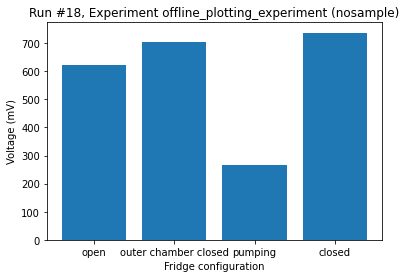 Run #18, Experiment offline_plotting_experiment (nosample)
700
600
500
400
300
200
100
0
Voltage (mV)
open outer chamber closed pumping closed
Fridge configuration